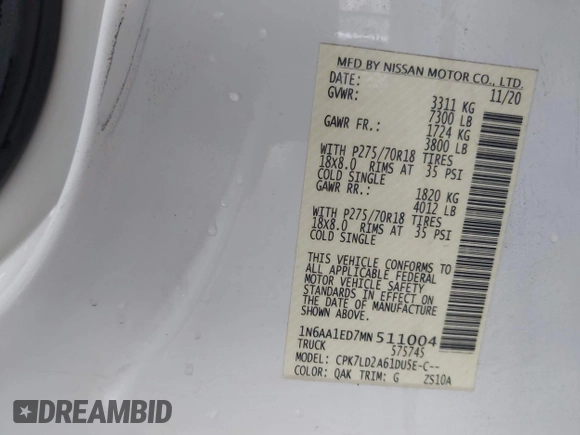 MFD BY NISSAN MOTOR CO., LTD.
DATE: 11/20
GVWR: 3311 KG
7300 LB
GAWR FR.: 1724 KG
3800 LB
WITH P275/70R18 TIRES
18x8.0 RIMS AT 35 PSI
COLD SINGLE
GAWR RR.: 1820 KG
4012 LB
WITH P275/70R18 TIRES
18x8.0 RIMS AT 35 PSI
COLD SINGLE
THIS VEHICLE CONFORMS TO
ALL APPLICABLE FEDERAL
MOTOR VEHICLE SAFETY
STANDARDS IN EFFECT ON
THE DATE OF MANUFACTURE
SHOWN ABOVE.
1N6AA1ED7MN511004
TRUCK 575745
MODEL: CPK7LD2A61DU5E-C--
COLOR: QAK TRIM: G ZS10A
DREAMBID